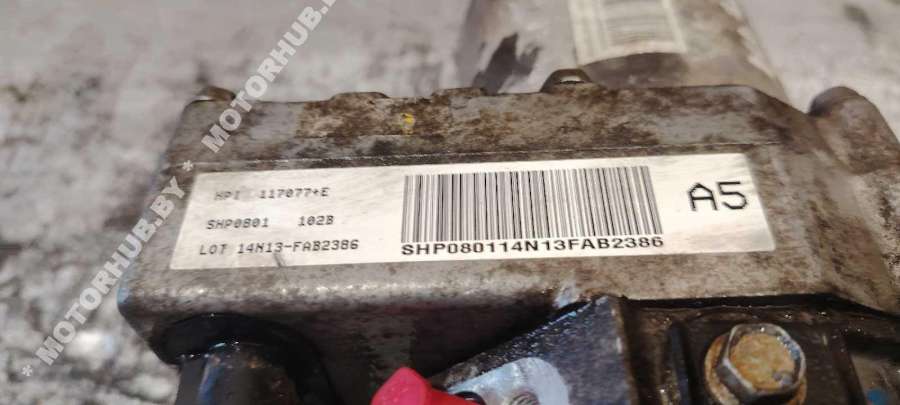 HPI 117077+E
SHP0801 102B
LOT 14N13-FAB2386
SHP080114N13FAB2386
A5
* MOTORHUB.BY * MOTORHUB.BY